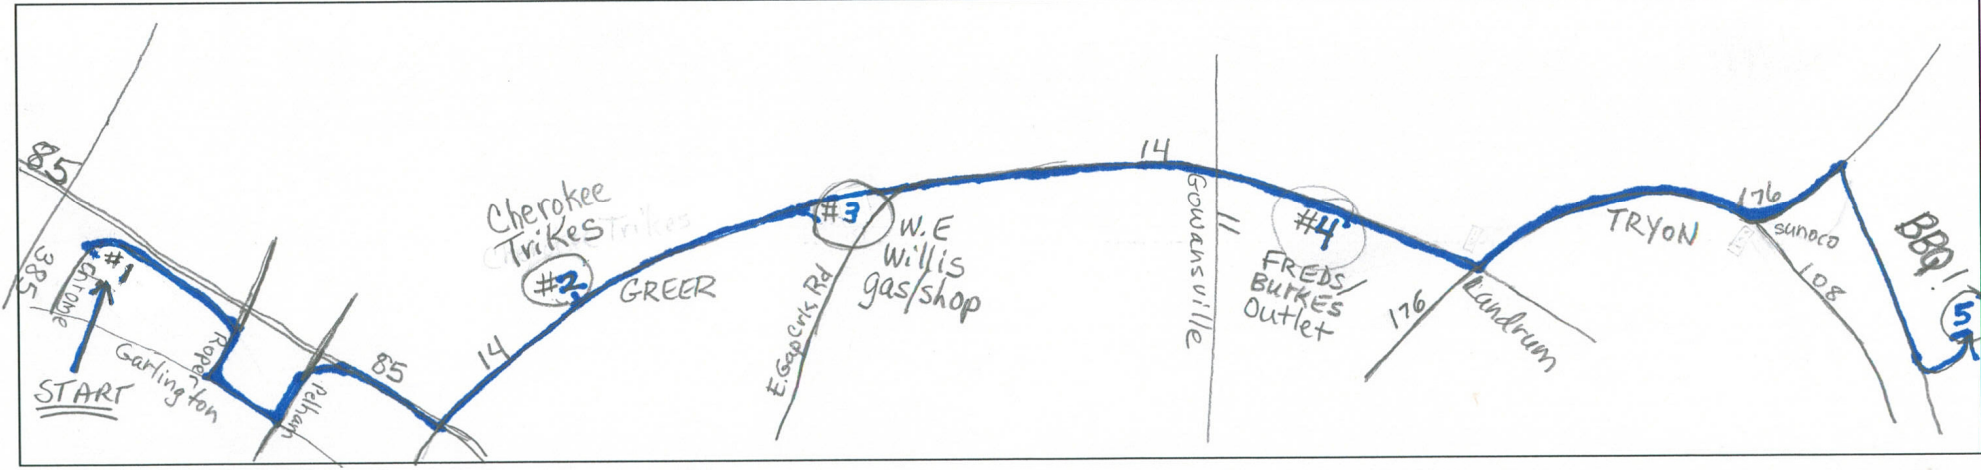 85
385
Chrome
#1
START
Garlington
Roper
Pelham
85
14
Cherokee
Trikes
Trikes
#2
GREER
#3
W.E
Willis
gas/shop
E.Gap Crk Rd
14
Gowansville
11
#4
FREDS/
BURKES
Outlet
176
Landrum
TRYON
176
sunoco
108
BBQ!
5